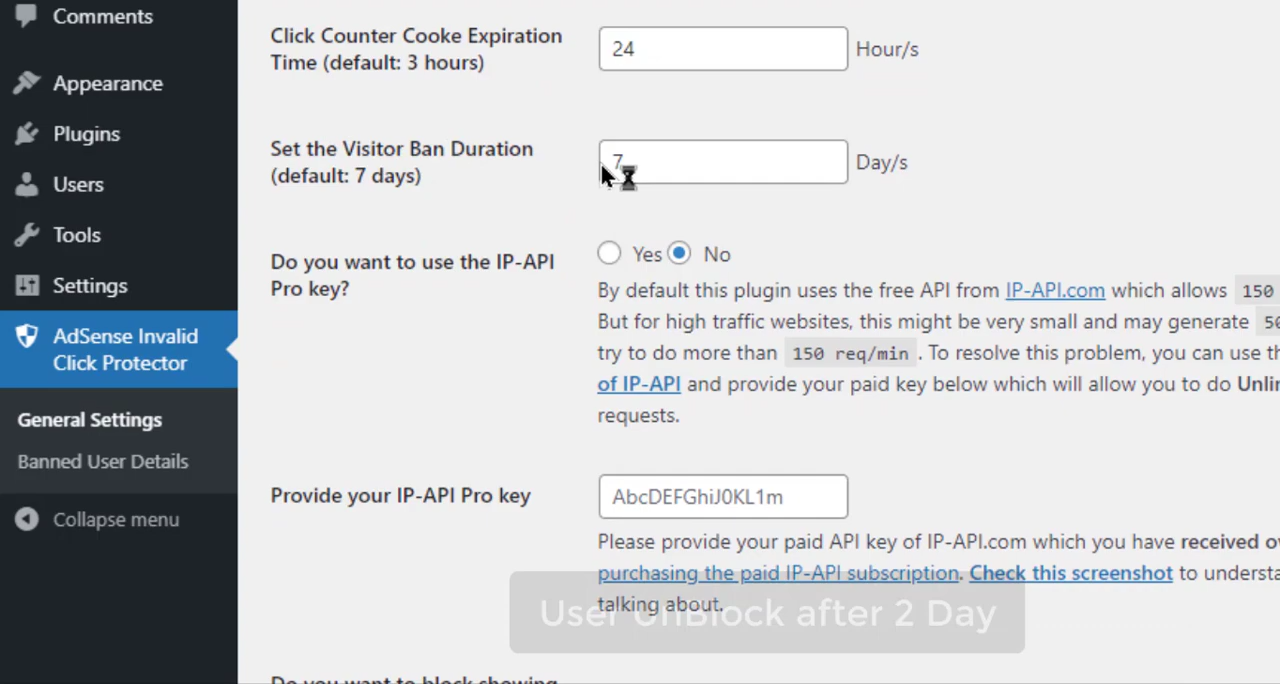 Comments
Appearance
Plugins
Users
Tools
Settings
AdSense Invalid
Click Protector
General Settings
Banned User Details
Collapse menu
Click Counter Cooke Expiration
Time (default: 3 hours)
24 Hour/s
Set the Visitor Ban Duration
(default: 7 days)
7 Day/s
Do you want to use the IP-API
Pro key?
Yes No
By default this plugin uses the free API from IP-API.com which allows 150
But for high traffic websites, this might be very small and may generate
try to do more than 150 req/min. To resolve this problem, you can use
of IP-API and provide your paid key below which will allow you to do
requests.
Provide your IP-API Pro key
AbcDEFGhiJ0KL1m
Please provide your paid API key of IP-API.com which you have received
purchasing the paid IP-API subscription. Check this screenshot to
talking about.
User UnBlock after 2 Day
Do you want to block showing